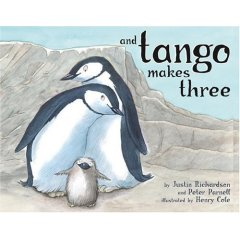 and
tango
makes
three
by Justin Richardson
and Peter Parnell
illustrated by Henry Cole